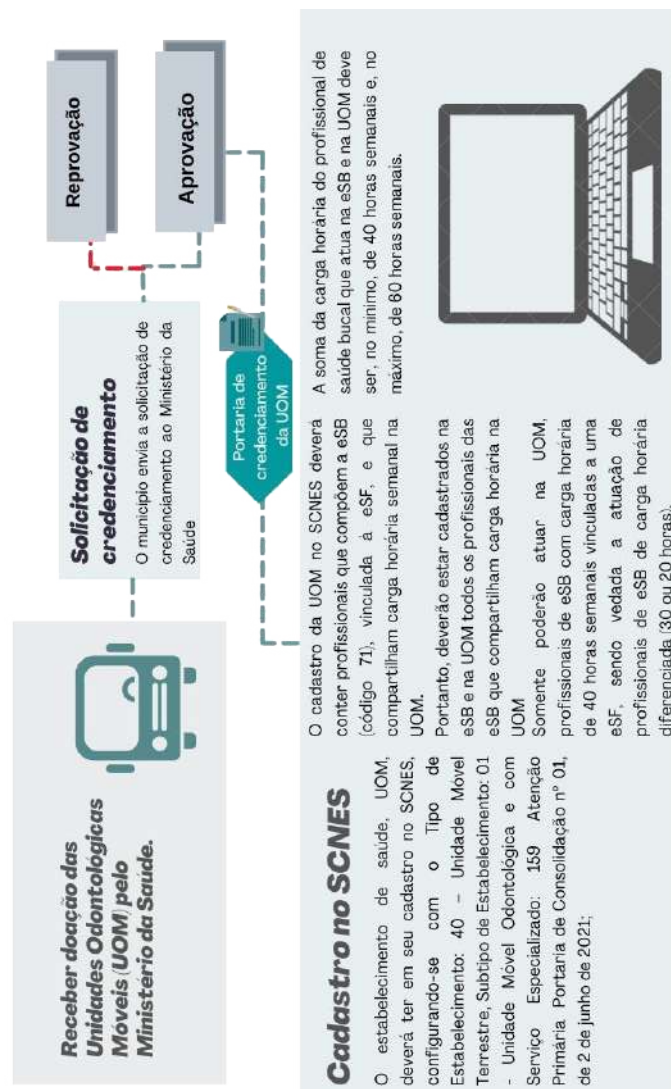 Receber doação das
Unidades Odontológicas
Móveis (UOM) pelo
Ministério da Saúde.
Solicitação de
credenciamento
O município envia a solicitação de
credenciamento ao Ministério da
Saúde
Reprovação
Aprovação
Portaria de
credenciamento
da UOM
Cadastro no SCNES
O estabelecimento de saúde, UOM,
deverá ter em seu cadastro no SCNES,
configurando-se com o Tipo de
Estabelecimento: 40 – Unidade Móvel
Terrestre, Subtipo de Estabelecimento: 01
- Unidade Móvel Odontológica e com
Serviço Especializado: 159 Atenção
Primária Portaria de Consolidação nº 01,
de 2 de junho de 2021;
O cadastro da UOM no SCNES deverá
conter profissionais que compõem a eSB
(código 71), vinculada à eSF, e que
compartilham carga horária semanal na
UOM.
Portanto, deverão estar cadastrados na
eSB e na UOM todos os profissionais das
eSB que compartilham carga horária na
UOM
Somente poderão atuar na UOM,
profissionais de eSB com carga horária
de 40 horas semanais vinculadas a uma
eSF, sendo vedada a atuação de
profissionais de eSB de carga horária
diferenciada (30 ou 20 horas).
A soma da carga horária do profissional de
saúde bucal que atua na eSB e na UOM deve
ser, no mínimo, de 40 horas semanais e, no
máximo, de 60 horas semanais.